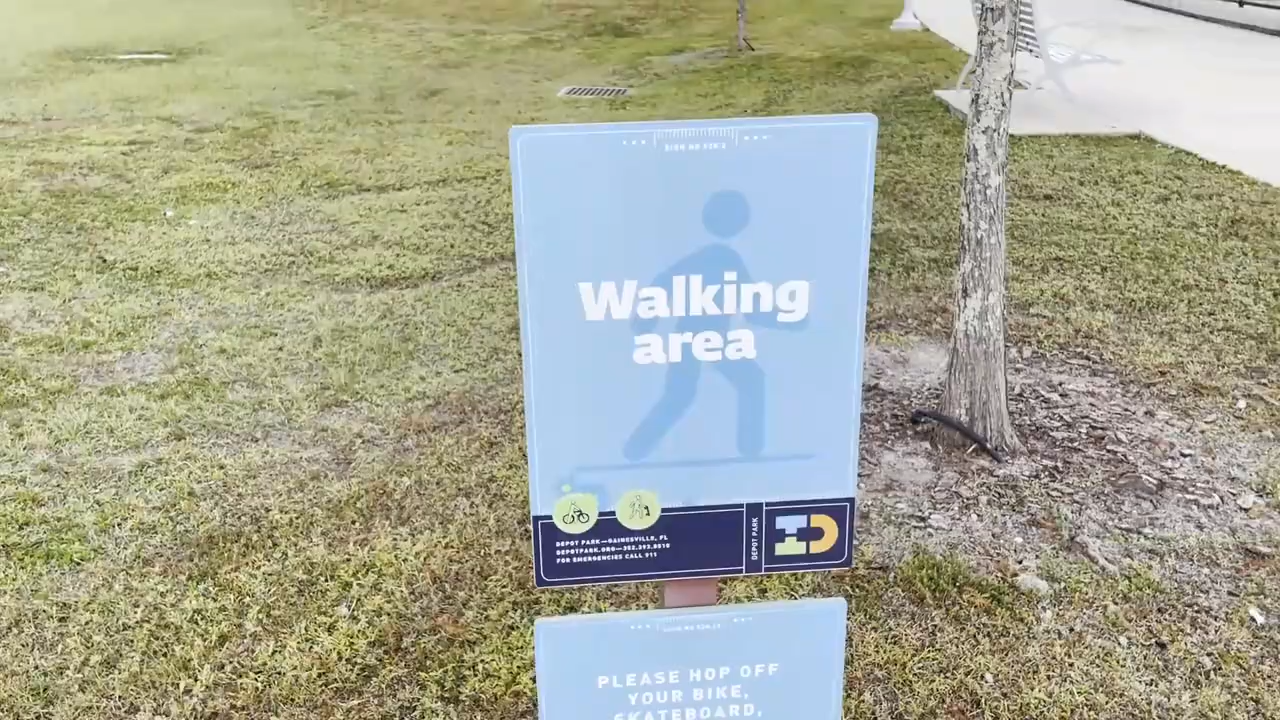 Walking
area
DEPOT PARK—GAINESVILLE, FL
DEPOTPARK.ORG—352.393.8510
FOR EMERGENCIES CALL 911
DEPOT PARK
PLEASE HOP OFF
YOUR BIKE,
SKATEBOARD,